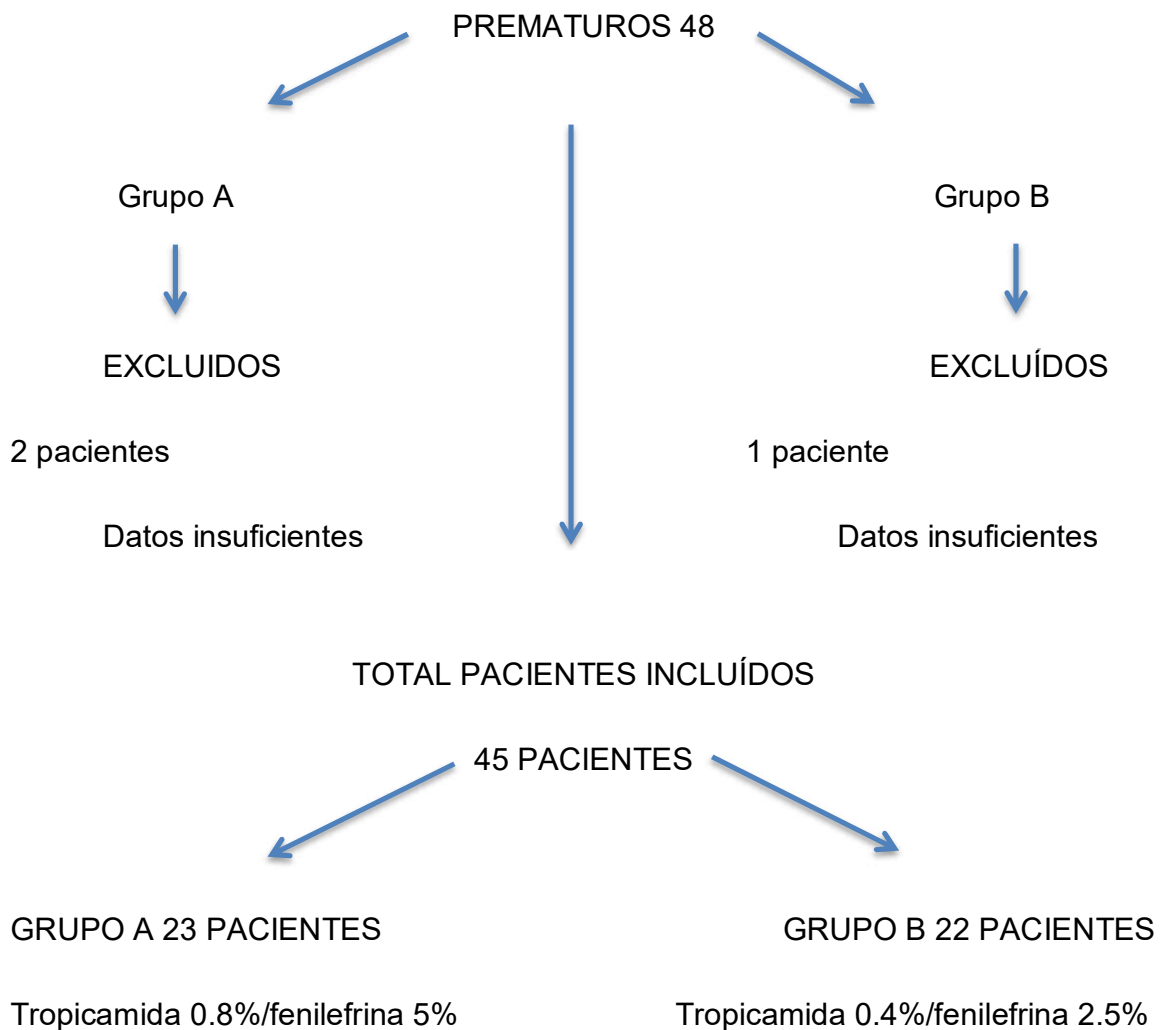 PREMATUROS 48
Grupo A
Grupo B
EXCLUIDOS
EXCLUÍDOS
2 pacientes
1 paciente
Datos insuficientes
Datos insuficientes
TOTAL PACIENTES INCLUÍDOS
45 PACIENTES
GRUPO A 23 PACIENTES
GRUPO B 22 PACIENTES
Tropicamida 0.8%/fenilefrina 5%
Tropicamida 0.4%/fenilefrina 2.5%